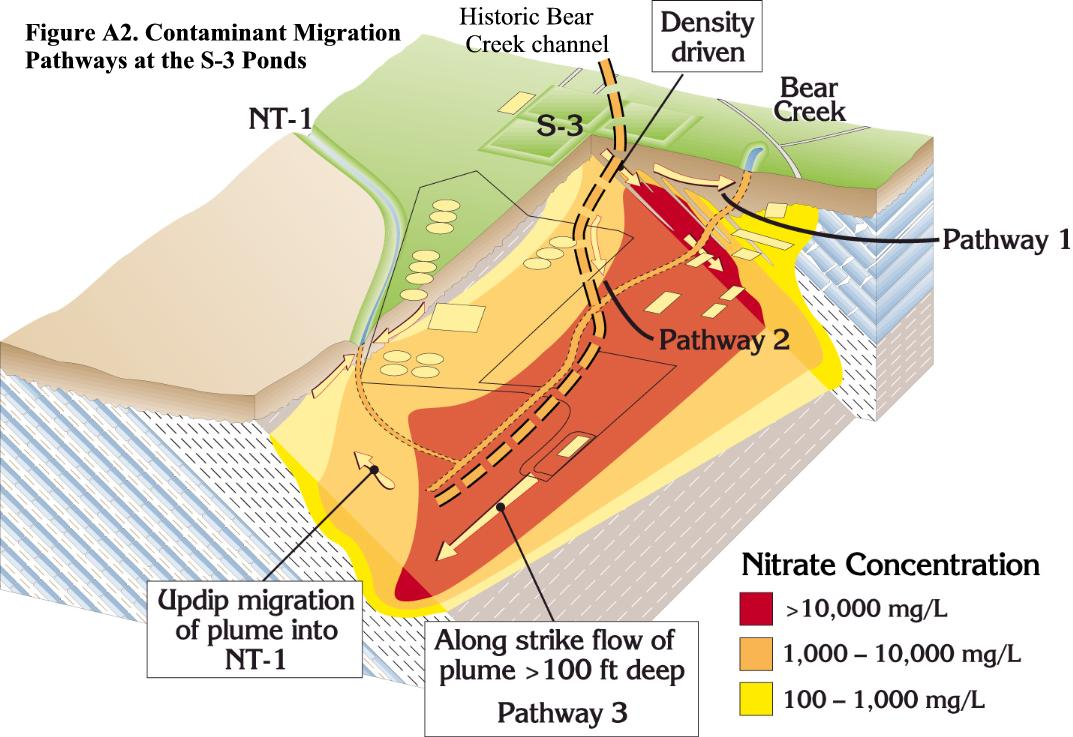 Figure A2. Contaminant Migration
Pathways at the S-3 Ponds
Historic Bear
Creek channel
Density
driven
Bear
Creek
NT-1
S-3
Pathway 1
Pathway 2
Updip migration
of plume into
NT-1
Along strike flow of
plume >100 ft deep
Pathway 3
Nitrate Concentration
>10,000 mg/L
1,000 – 10,000 mg/L
100 – 1,000 mg/L